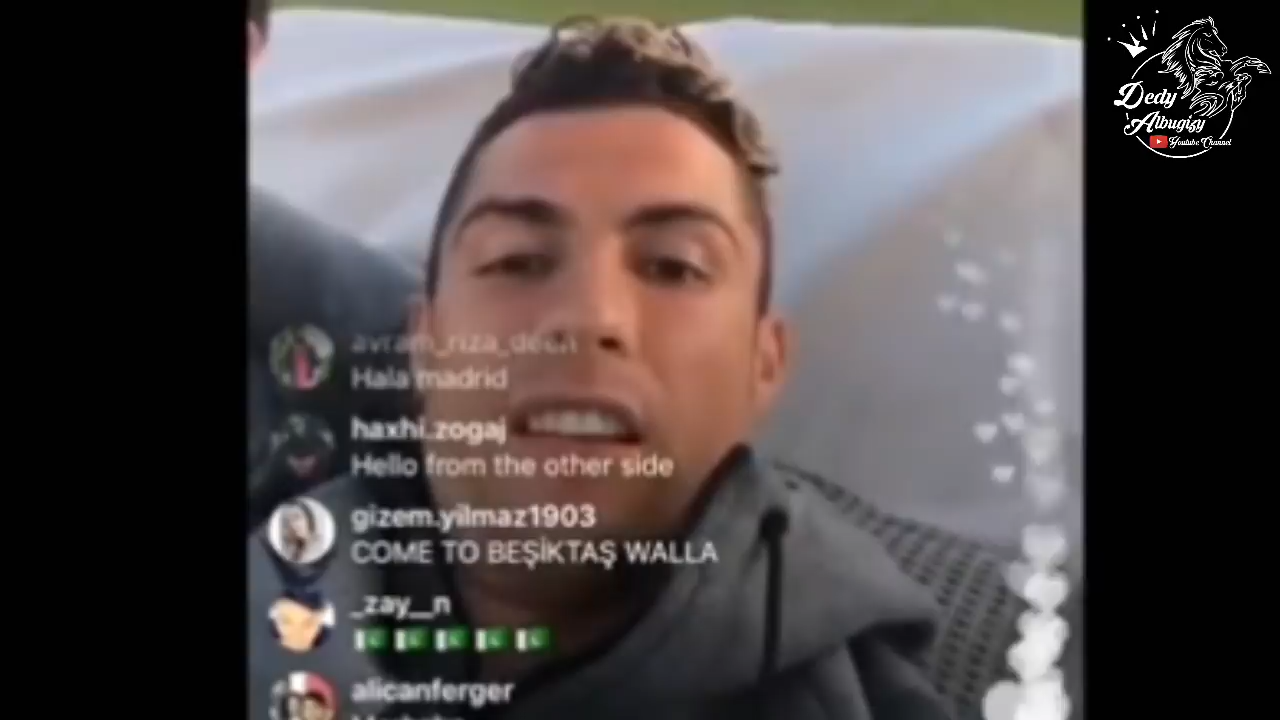 Dedy
Albugisy
Youtube Channel
Hala madrid
haxhi.zogaj
Hello from the other side
gizem.yilmaz1903
COME TO BEŞİKTAŞ WALLA
_zay__n
alicanferger